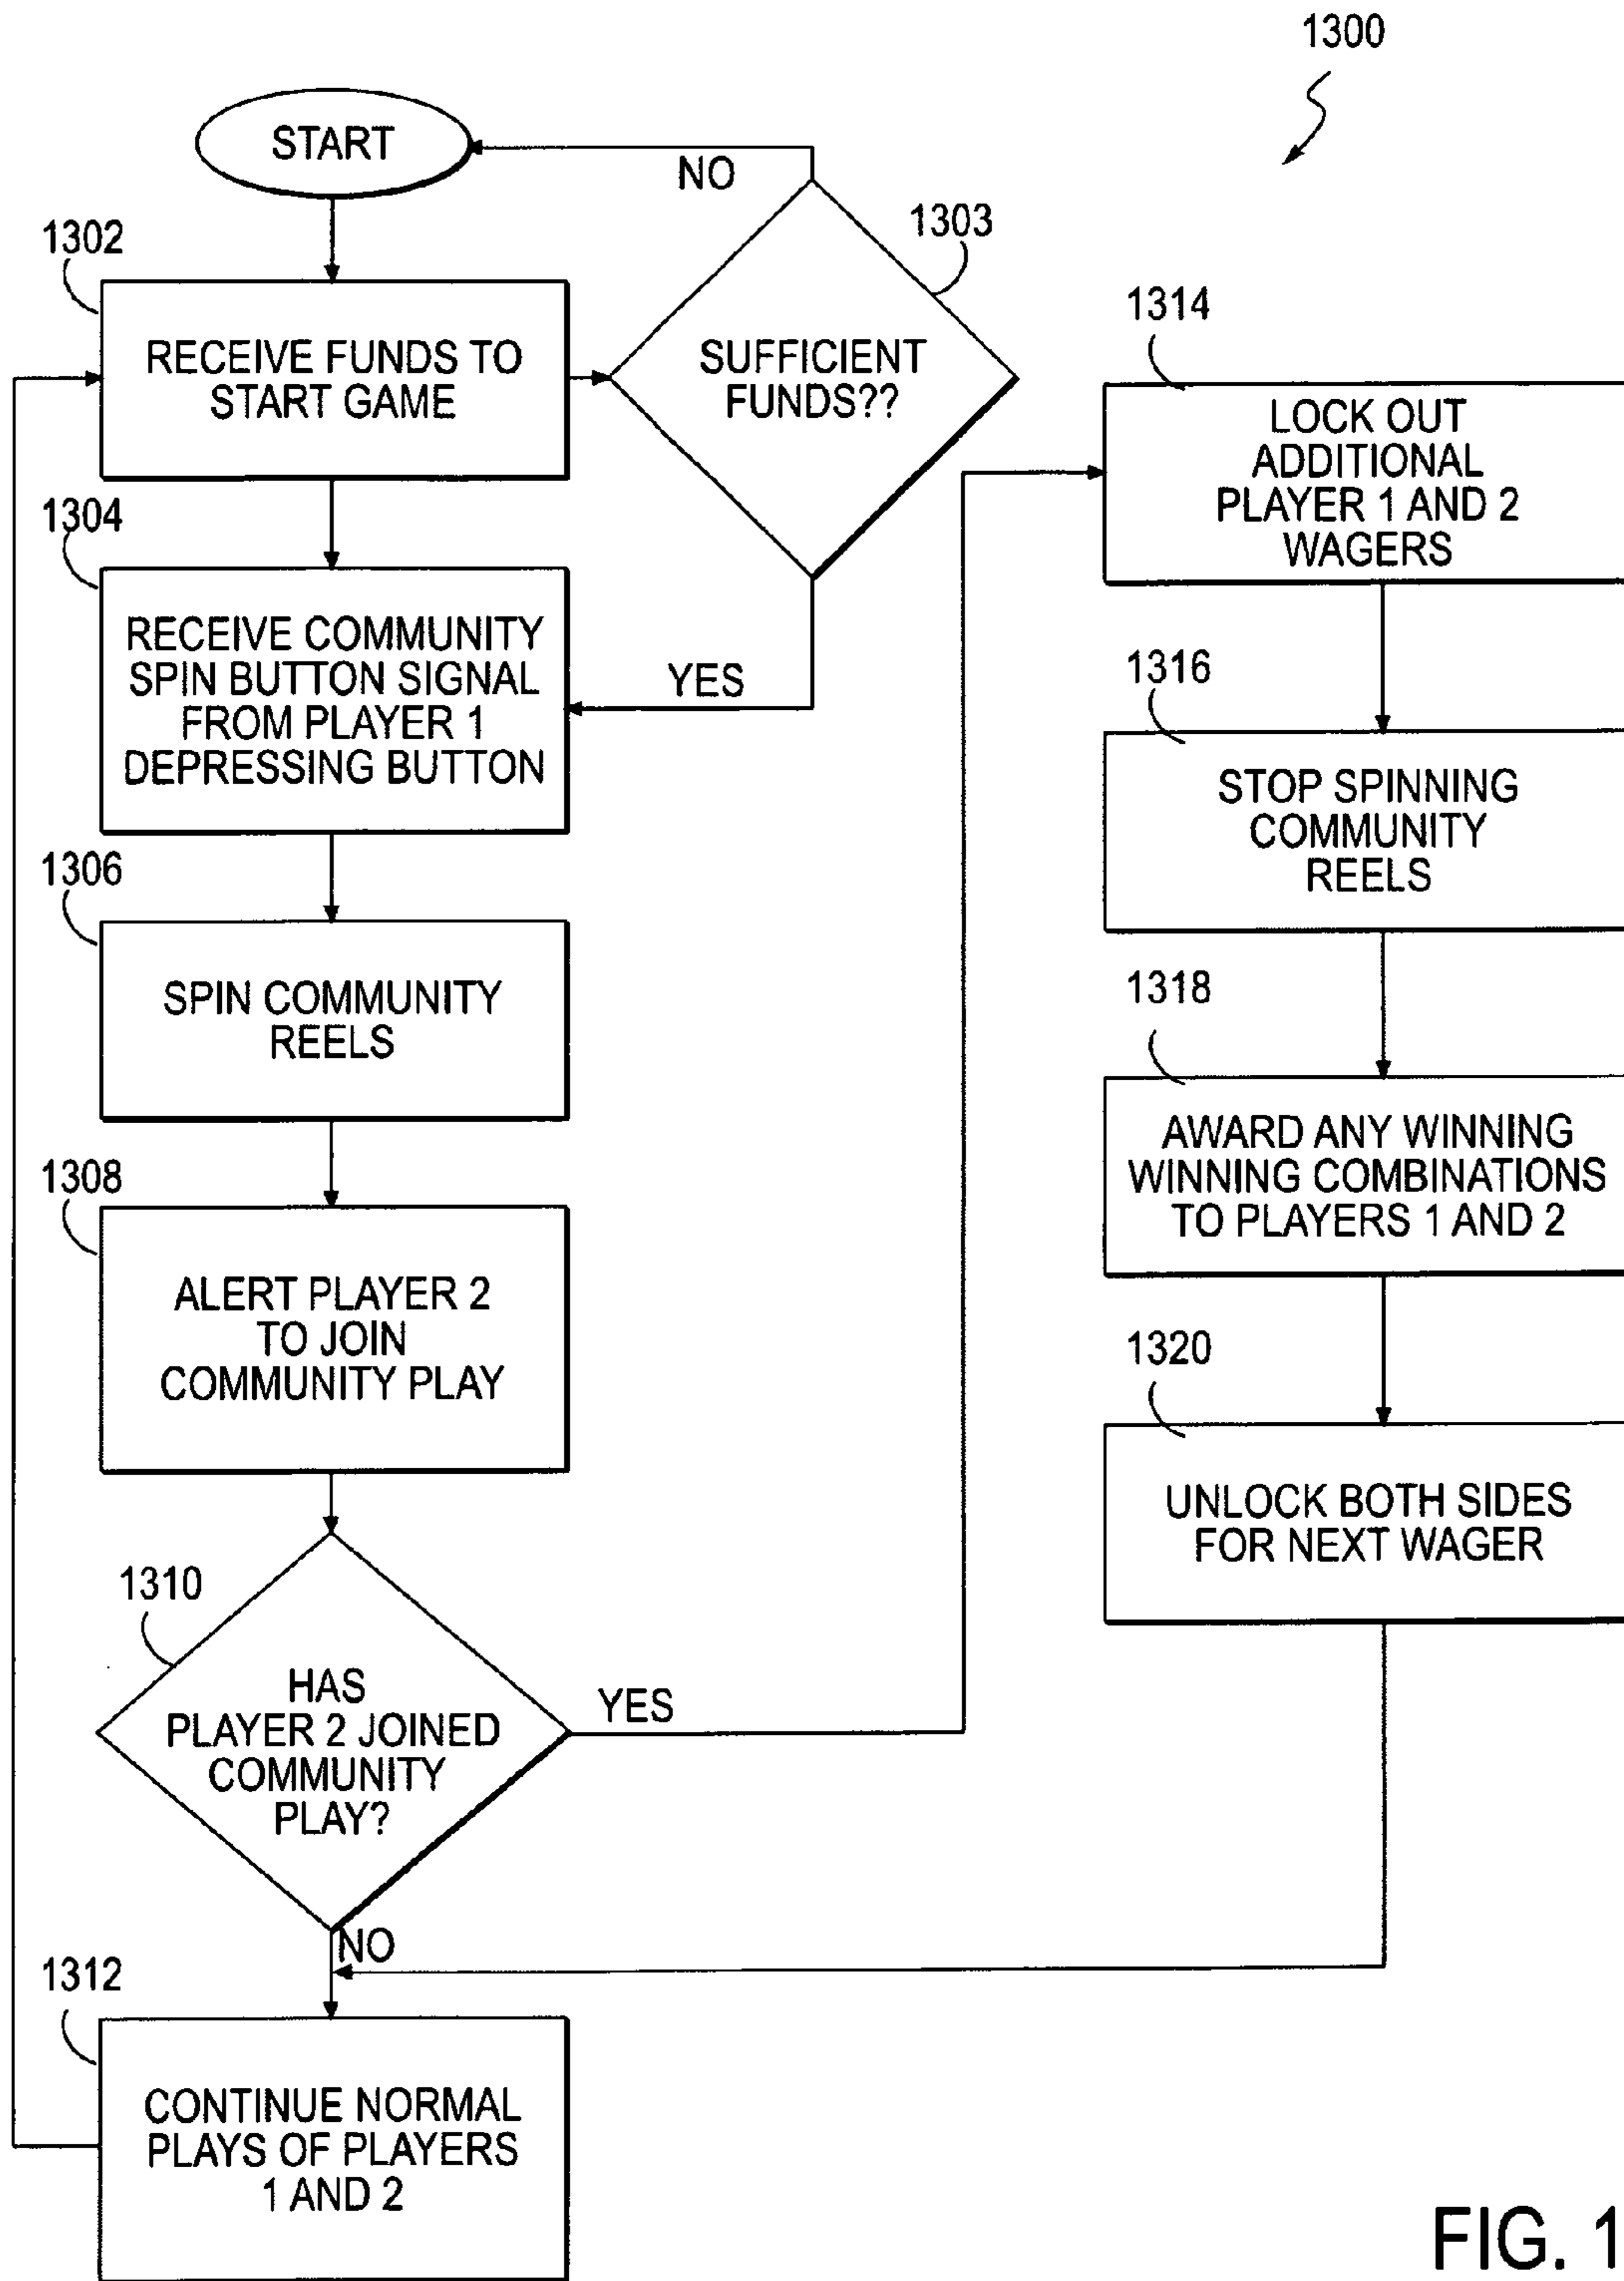 1300
START
NO
1302
1303
RECEIVE FUNDS TO
START GAME
SUFFICIENT
FUNDS??
1304
RECEIVE COMMUNITY
SPIN BUTTON SIGNAL
FROM PLAYER 1
DEPRESSING BUTTON
YES
1306
SPIN COMMUNITY
REELS
1308
ALERT PLAYER 2
TO JOIN
COMMUNITY PLAY
1310
HAS
PLAYER 2 JOINED
COMMUNITY
PLAY?
YES
NO
1312
CONTINUE NORMAL
PLAYS OF PLAYERS
1 AND 2
1314
LOCK OUT
ADDITIONAL
PLAYER 1 AND 2
WAGERS
1316
STOP SPINNING
COMMUNITY
REELS
1318
AWARD ANY WINNING
WINNING COMBINATIONS
TO PLAYERS 1 AND 2
1320
UNLOCK BOTH SIDES
FOR NEXT WAGER
FIG. 1